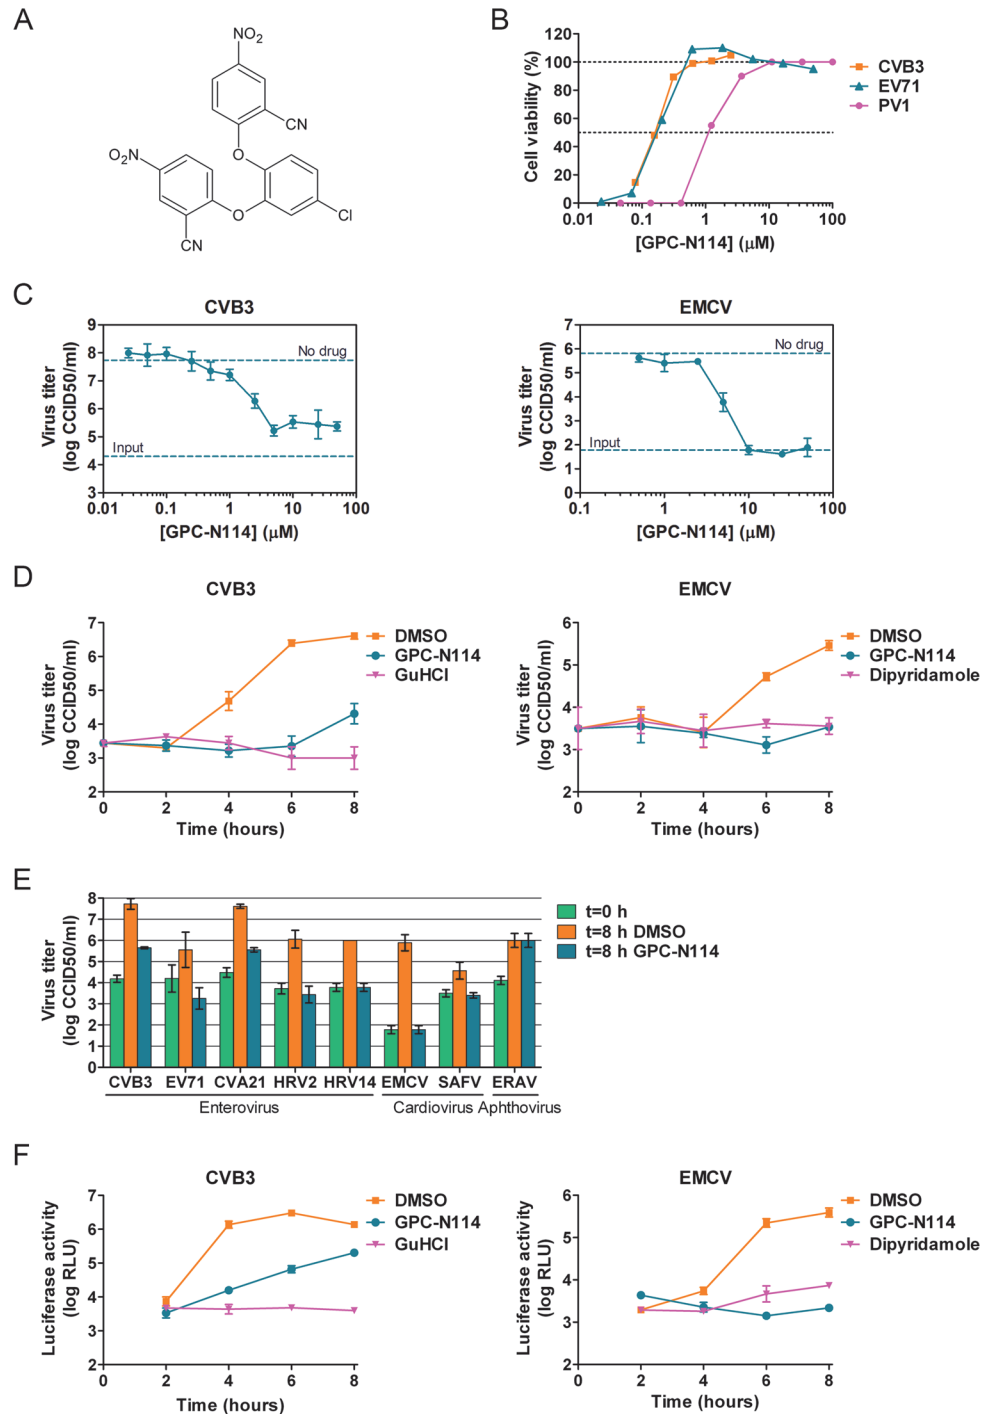 A
NO₂
CN
O₂N
O
O
Cl
CN
B
Cell viability (%)
120
100
80
60
40
20
0
0.01
0.1
1
10
100
[GPC-N114] (µM)
CVB3
EV71
PV1
C
CVB3
Virus titer
(log CCID50/ml)
9
8
7
6
5
4
3
No drug
Input
0.01
0.1
1
10
100
[GPC-N114] (µM)
EMCV
Virus titer
(log CCID50/ml)
7
6
5
4
3
2
1
0
No drug
Input
1
10
100
[GPC-N114] (µM)
D
CVB3
Virus titer
(log CCID50/ml)
7
6
5
4
3
2
0
2
4
6
8
Time (hours)
DMSO
GPC-N114
GuHCl
EMCV
Virus titer
(log CCID50/ml)
6
5
3
3
2
0
2
4
6
8
Time (hours)
DMSO
GPC-N114
Dipyridamole
E
Virus titer
(log CCID50/ml)
8
7
6
5
4
3
2
1
0
CVB3
EV71
CVA21
HRV2
HRV14
EMCV
SAFV
ERAV
Enterovirus
Cardiovirus
Aphthovirus
t=0 h
t=8 h DMSO
t=8 h GPC-N114
F
CVB3
Luciferase activity
(log RLU)
7
6
5
4
3
2
0
2
4
6
8
Time (hours)
DMSO
GPC-N114
GuHCl
EMCV
Luciferase activity
(log RLU)
6
5
3
3
2
0
2
4
6
8
Time (hours)
DMSO
GPC-N114
Dipyridamole